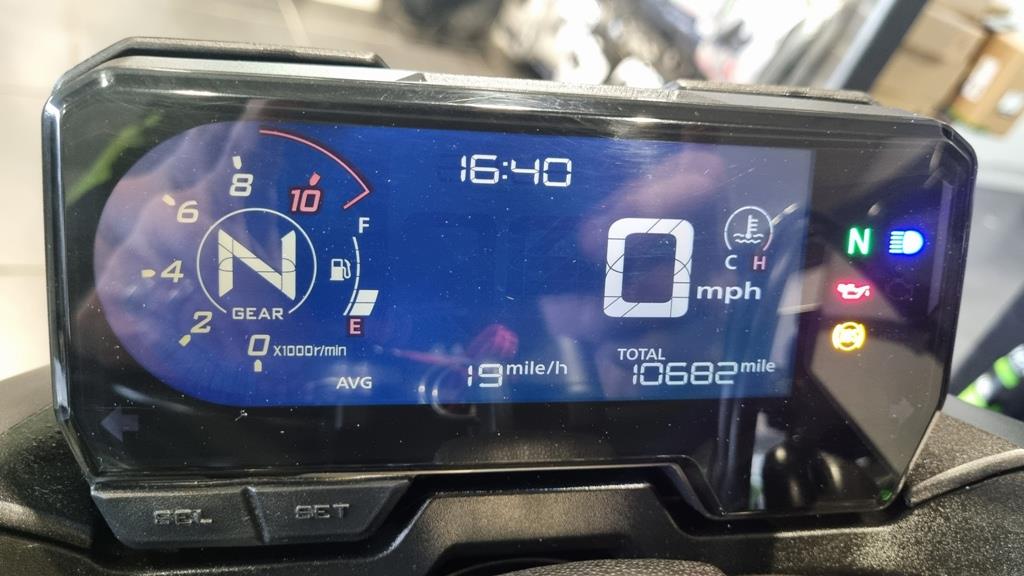 16:40
8
10
6
4
2
0 X1000r/min
N
GEAR
F
E
0 mph
C H
AVG 19 mile/h
TOTAL
10682 mile
N
ABS
SEL SET